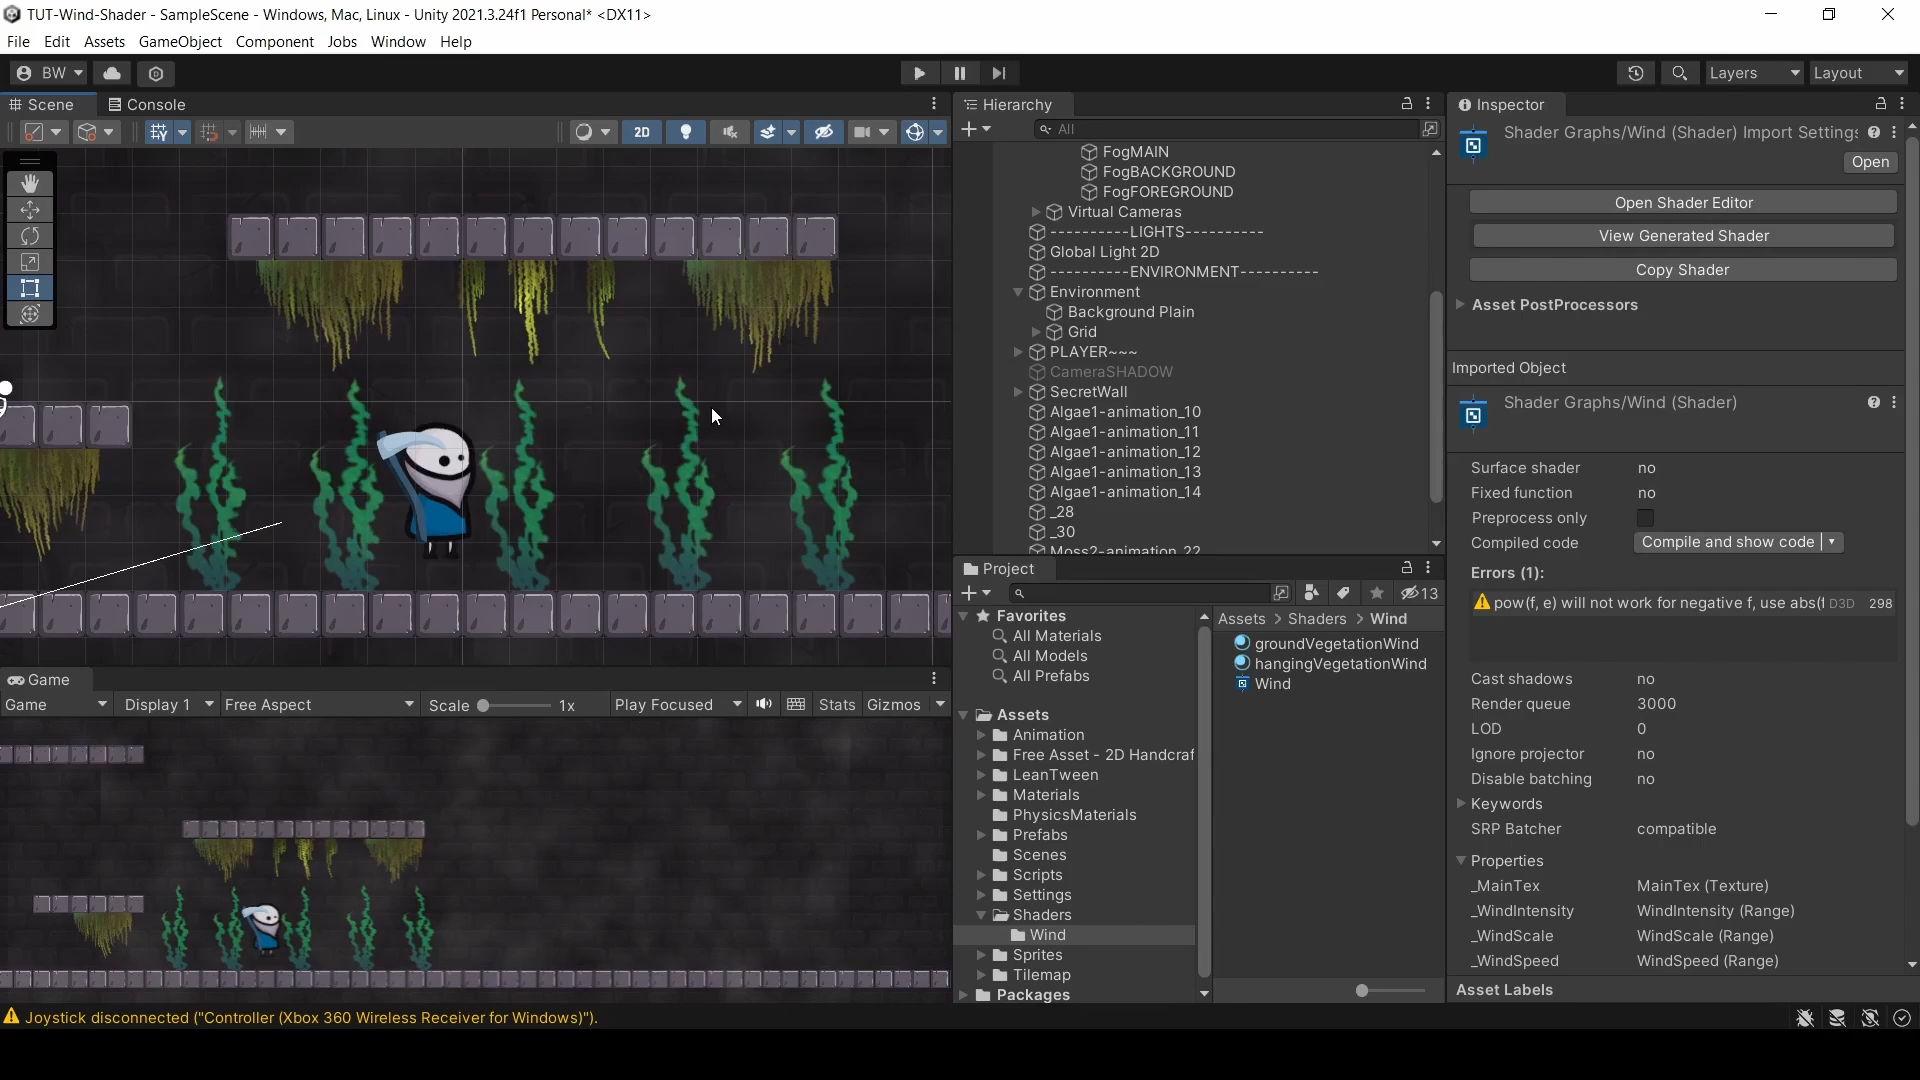 TUT-Wind-Shader - SampleScene - Windows, Mac, Linux - Unity 2021.3.24f1 Personal* <DX11>
File Edit Assets GameObject Component Jobs Window Help
BW
Layers Layout
Scene Console
2D
Game
Game Display 1 Free Aspect Scale 1x Play Focused Stats Gizmos
Hierarchy
All
FogMAIN
FogBACKGROUND
FogFOREGROUND
Virtual Cameras
----------LIGHTS----------
Global Light 2D
----------ENVIRONMENT----------
Environment
Background Plain
Grid
PLAYER~~~
CameraSHADOW
SecretWall
Algae1-animation_10
Algae1-animation_11
Algae1-animation_12
Algae1-animation_13
Algae1-animation_14
_28
_30
Moss2-animation_22
Project
13
Favorites
All Materials
All Models
All Prefabs
Assets
Animation
Free Asset - 2D Handcraf
LeanTween
Materials
PhysicsMaterials
Prefabs
Scenes
Scripts
Settings
Shaders
Wind
Sprites
Tilemap
Packages
Assets > Shaders > Wind
groundVegetationWind
hangingVegetationWind
Wind
Inspector
Shader Graphs/Wind (Shader) Import Settings
Open
Open Shader Editor
View Generated Shader
Copy Shader
Asset PostProcessors
Imported Object
Shader Graphs/Wind (Shader)
Surface shader no
Fixed function no
Preprocess only
Compiled code Compile and show code
Errors (1):
pow(f, e) will not work for negative f, use abs(f D3D 298
Cast shadows no
Render queue 3000
LOD 0
Ignore projector no
Disable batching no
Keywords
SRP Batcher compatible
Properties
_MainTex MainTex (Texture)
_WindIntensity WindIntensity (Range)
_WindScale WindScale (Range)
_WindSpeed WindSpeed (Range)
Asset Labels
Joystick disconnected ("Controller (Xbox 360 Wireless Receiver for Windows)").